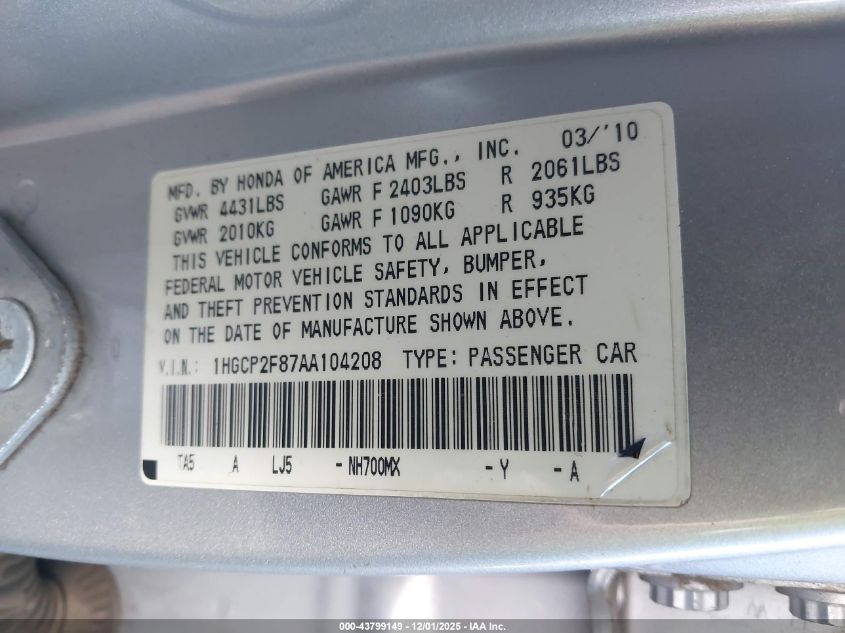 MFD. BY HONDA OF AMERICA MFG., INC. 03/'10
GVWR 4431LBS GAWR F 2403LBS R 2061LBS
GVWR 2010KG GAWR F 1090KG R 935KG
THIS VEHICLE CONFORMS TO ALL APPLICABLE
FEDERAL MOTOR VEHICLE SAFETY, BUMPER,
AND THEFT PREVENTION STANDARDS IN EFFECT
ON THE DATE OF MANUFACTURE SHOWN ABOVE.
V.I.N.: 1HGCP2F87AA104208 TYPE: PASSENGER CAR
TA5 A LJ5 -NH700MX -Y -A
000-43799149 - 12/01/2025 - IAA Inc.